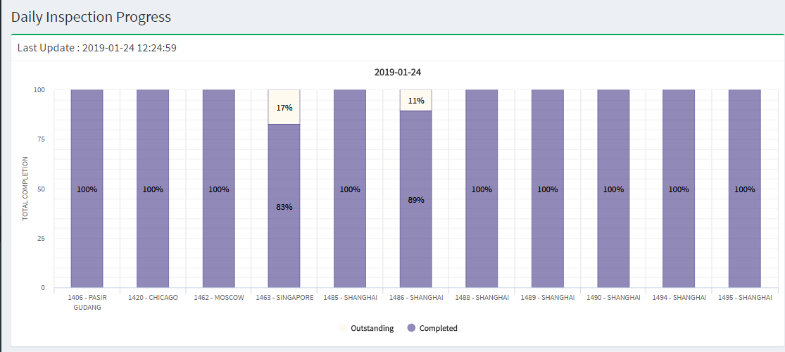 Daily Inspection Progress
Last Update : 2019-01-24 12:24:59
2019-01-24
TOTAL COMPLETION
100
75
50
25
0
17%
11%
100%
100%
100%
83%
100%
89%
100%
100%
100%
100%
100%
1406 - PASIR
GUDANG
1420 - CHICAGO
1462 - MOSCOW
1463 - SINGAPORE
1485 - SHANGHAI
1486 - SHANGHAI
1488 - SHANGHAI
1489 - SHANGHAI
1490 - SHANGHAI
1494 - SHANGHAI
1495 - SHANGHAI
Outstanding
Completed